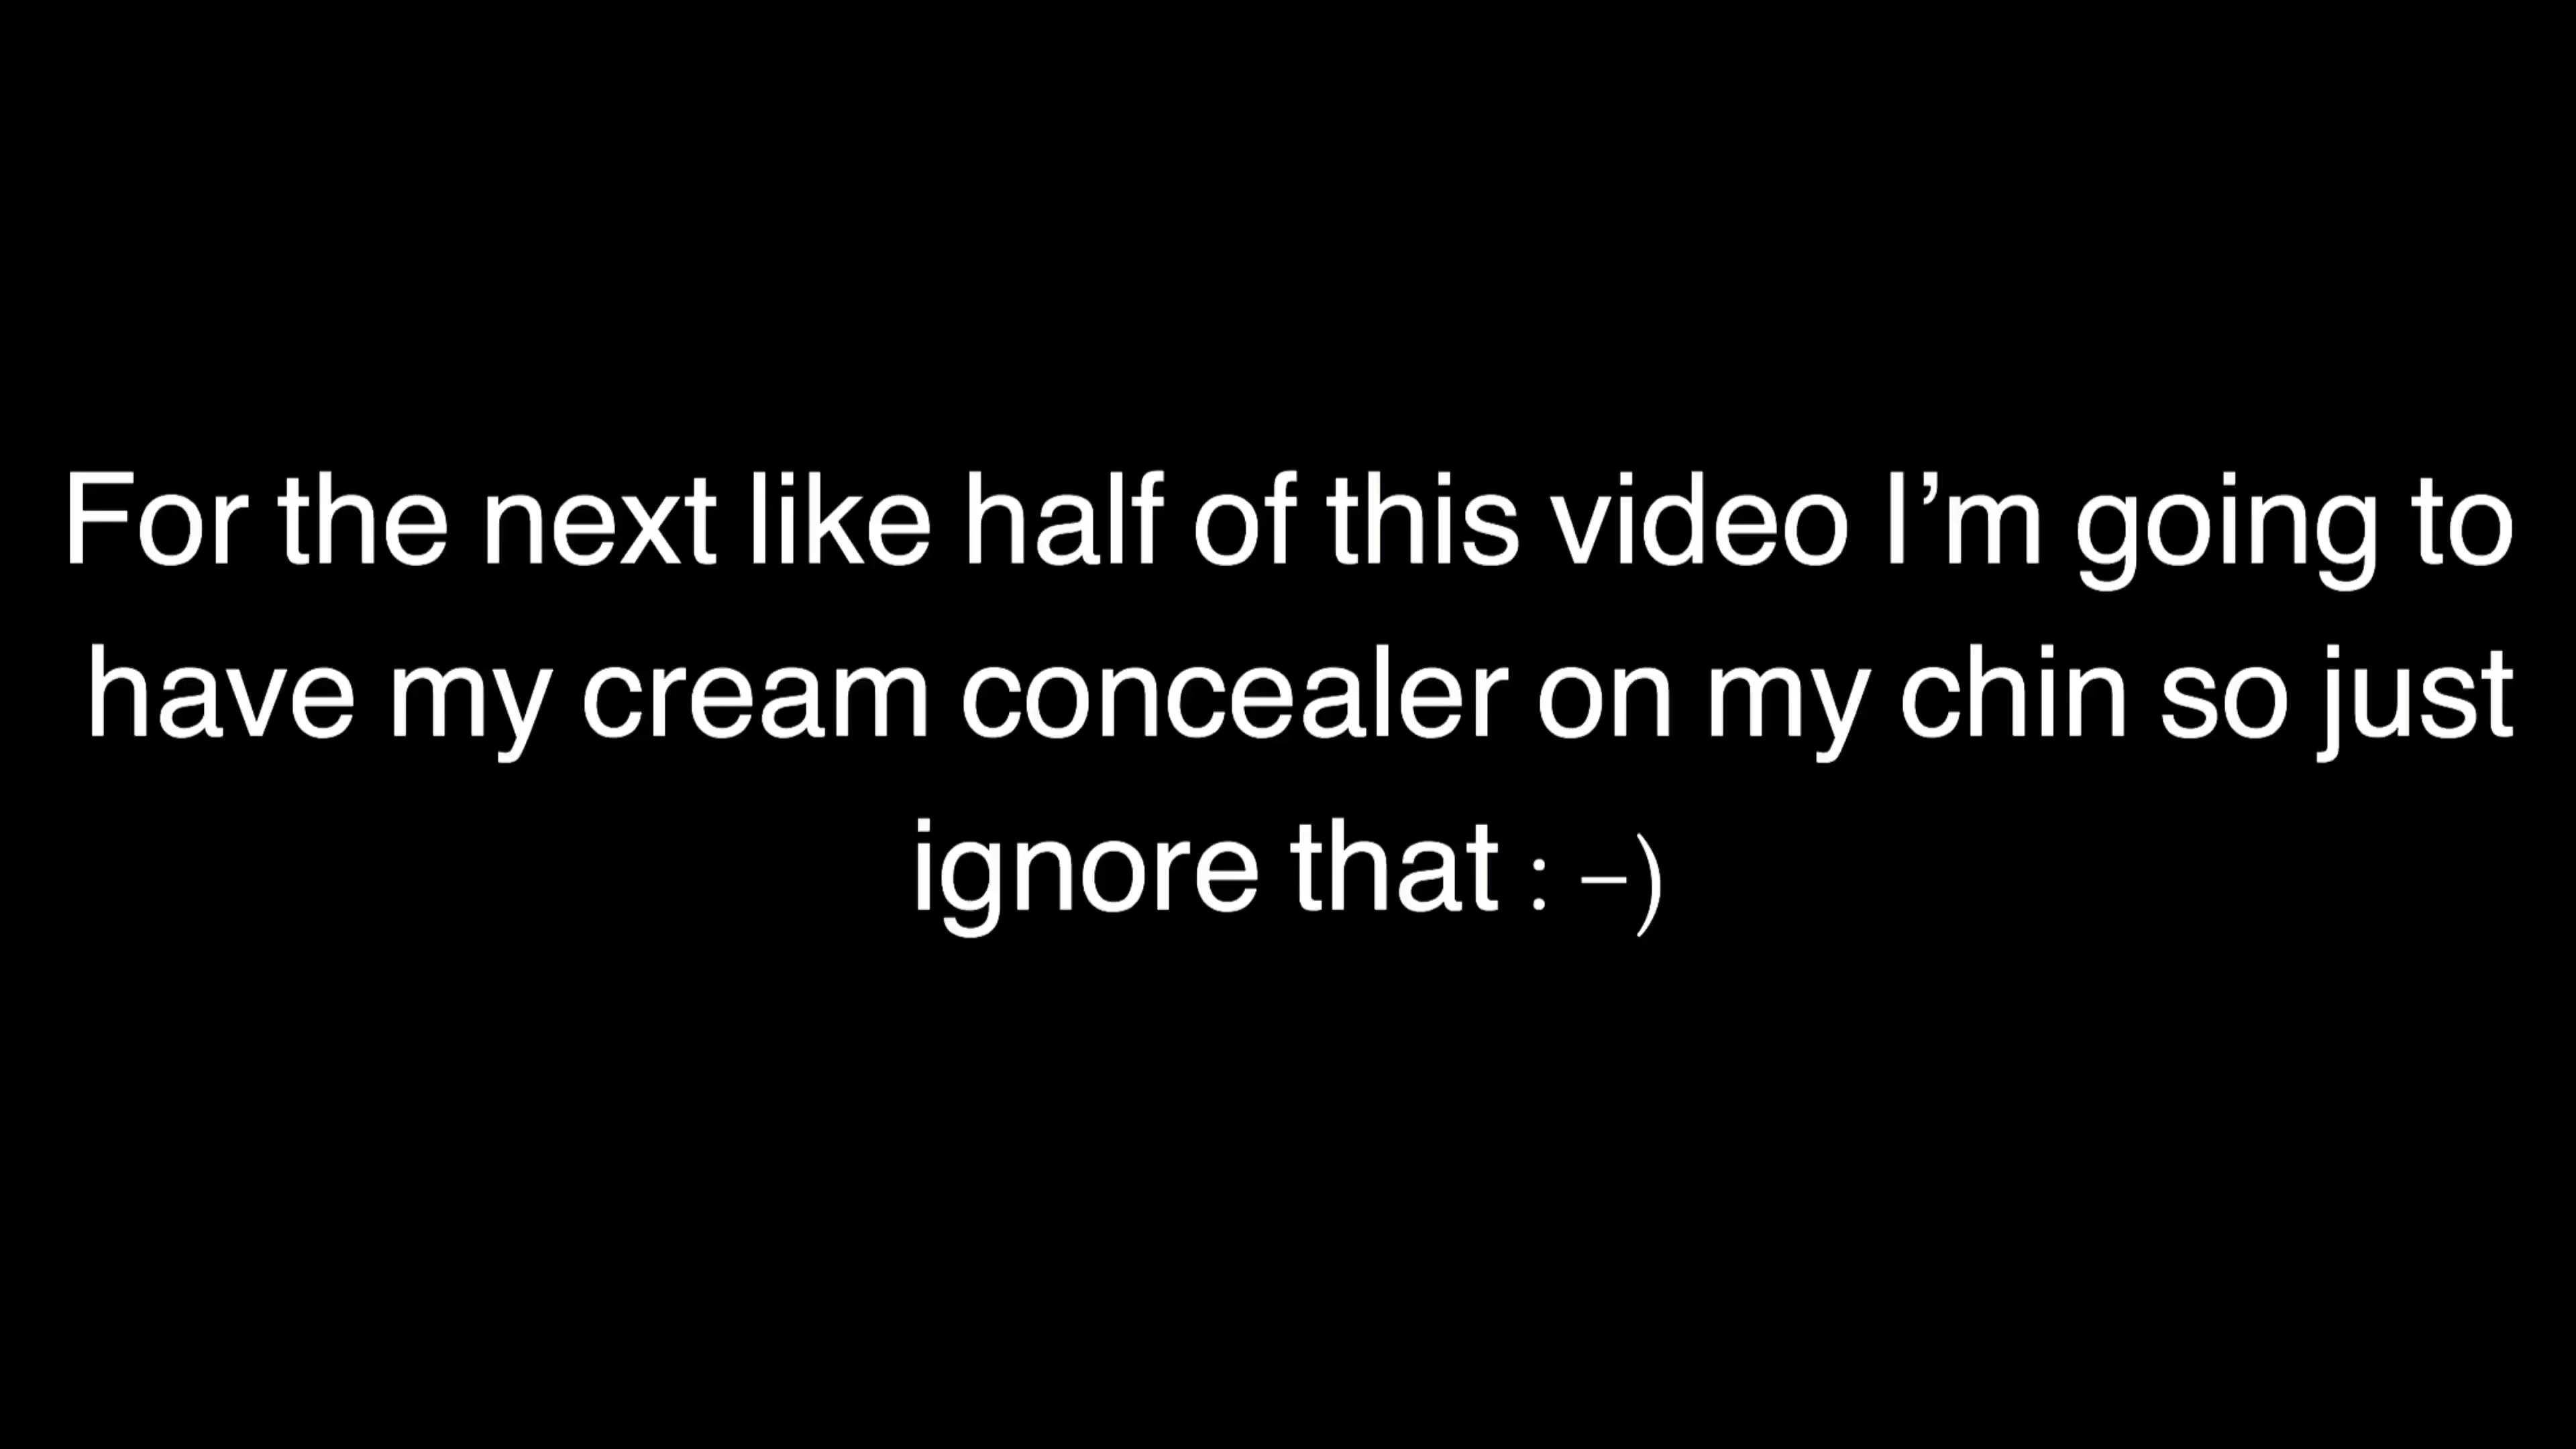 For the next like half of this video I’m going to
have my cream concealer on my chin so just
ignore that : -)